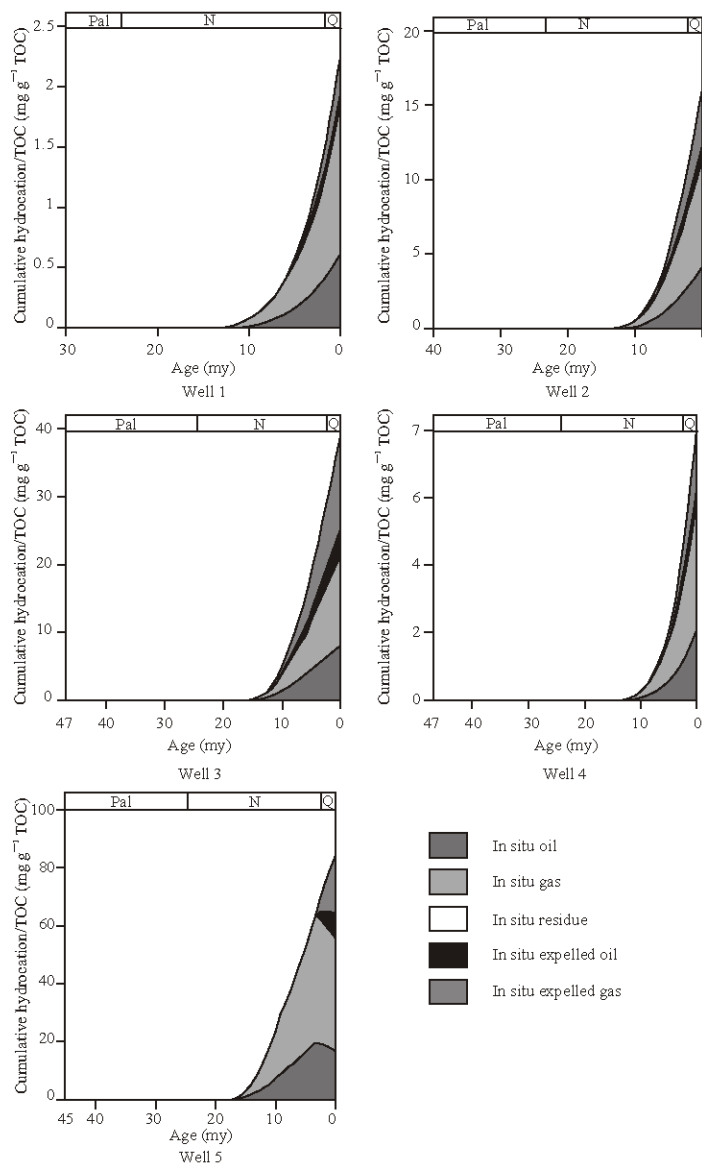 Pal N Q
Cumulative hydrocation/TOC (mg g⁻¹ TOC)
2.5
2
1.5
1
0.5
0
30 20 10 0
Age (my)
Well 1
Pal N Q
Cumulative hydrocation/TOC (mg g⁻¹ TOC)
20
15
10
5
0
40 30 20 10
Age (my)
Well 2
Pal N Q
Cumulative hydrocation/TOC (mg g⁻¹ TOC)
40
30
20
10
0
47 40 30 20 10 0
Age (my)
Well 3
Pal N Q
Cumulative hydrocation/TOC (mg g⁻¹ TOC)
7
6
4
2
0
47 40 30 20 10 0
Age (my)
Well 4
Pal N Q
Cumulative hydrocation/TOC (mg g⁻¹ TOC)
100
80
60
40
20
0
45 40 30 20 10 0
Age (my)
Well 5
In situ oil
In situ gas
In situ residue
In situ expelled oil
In situ expelled gas